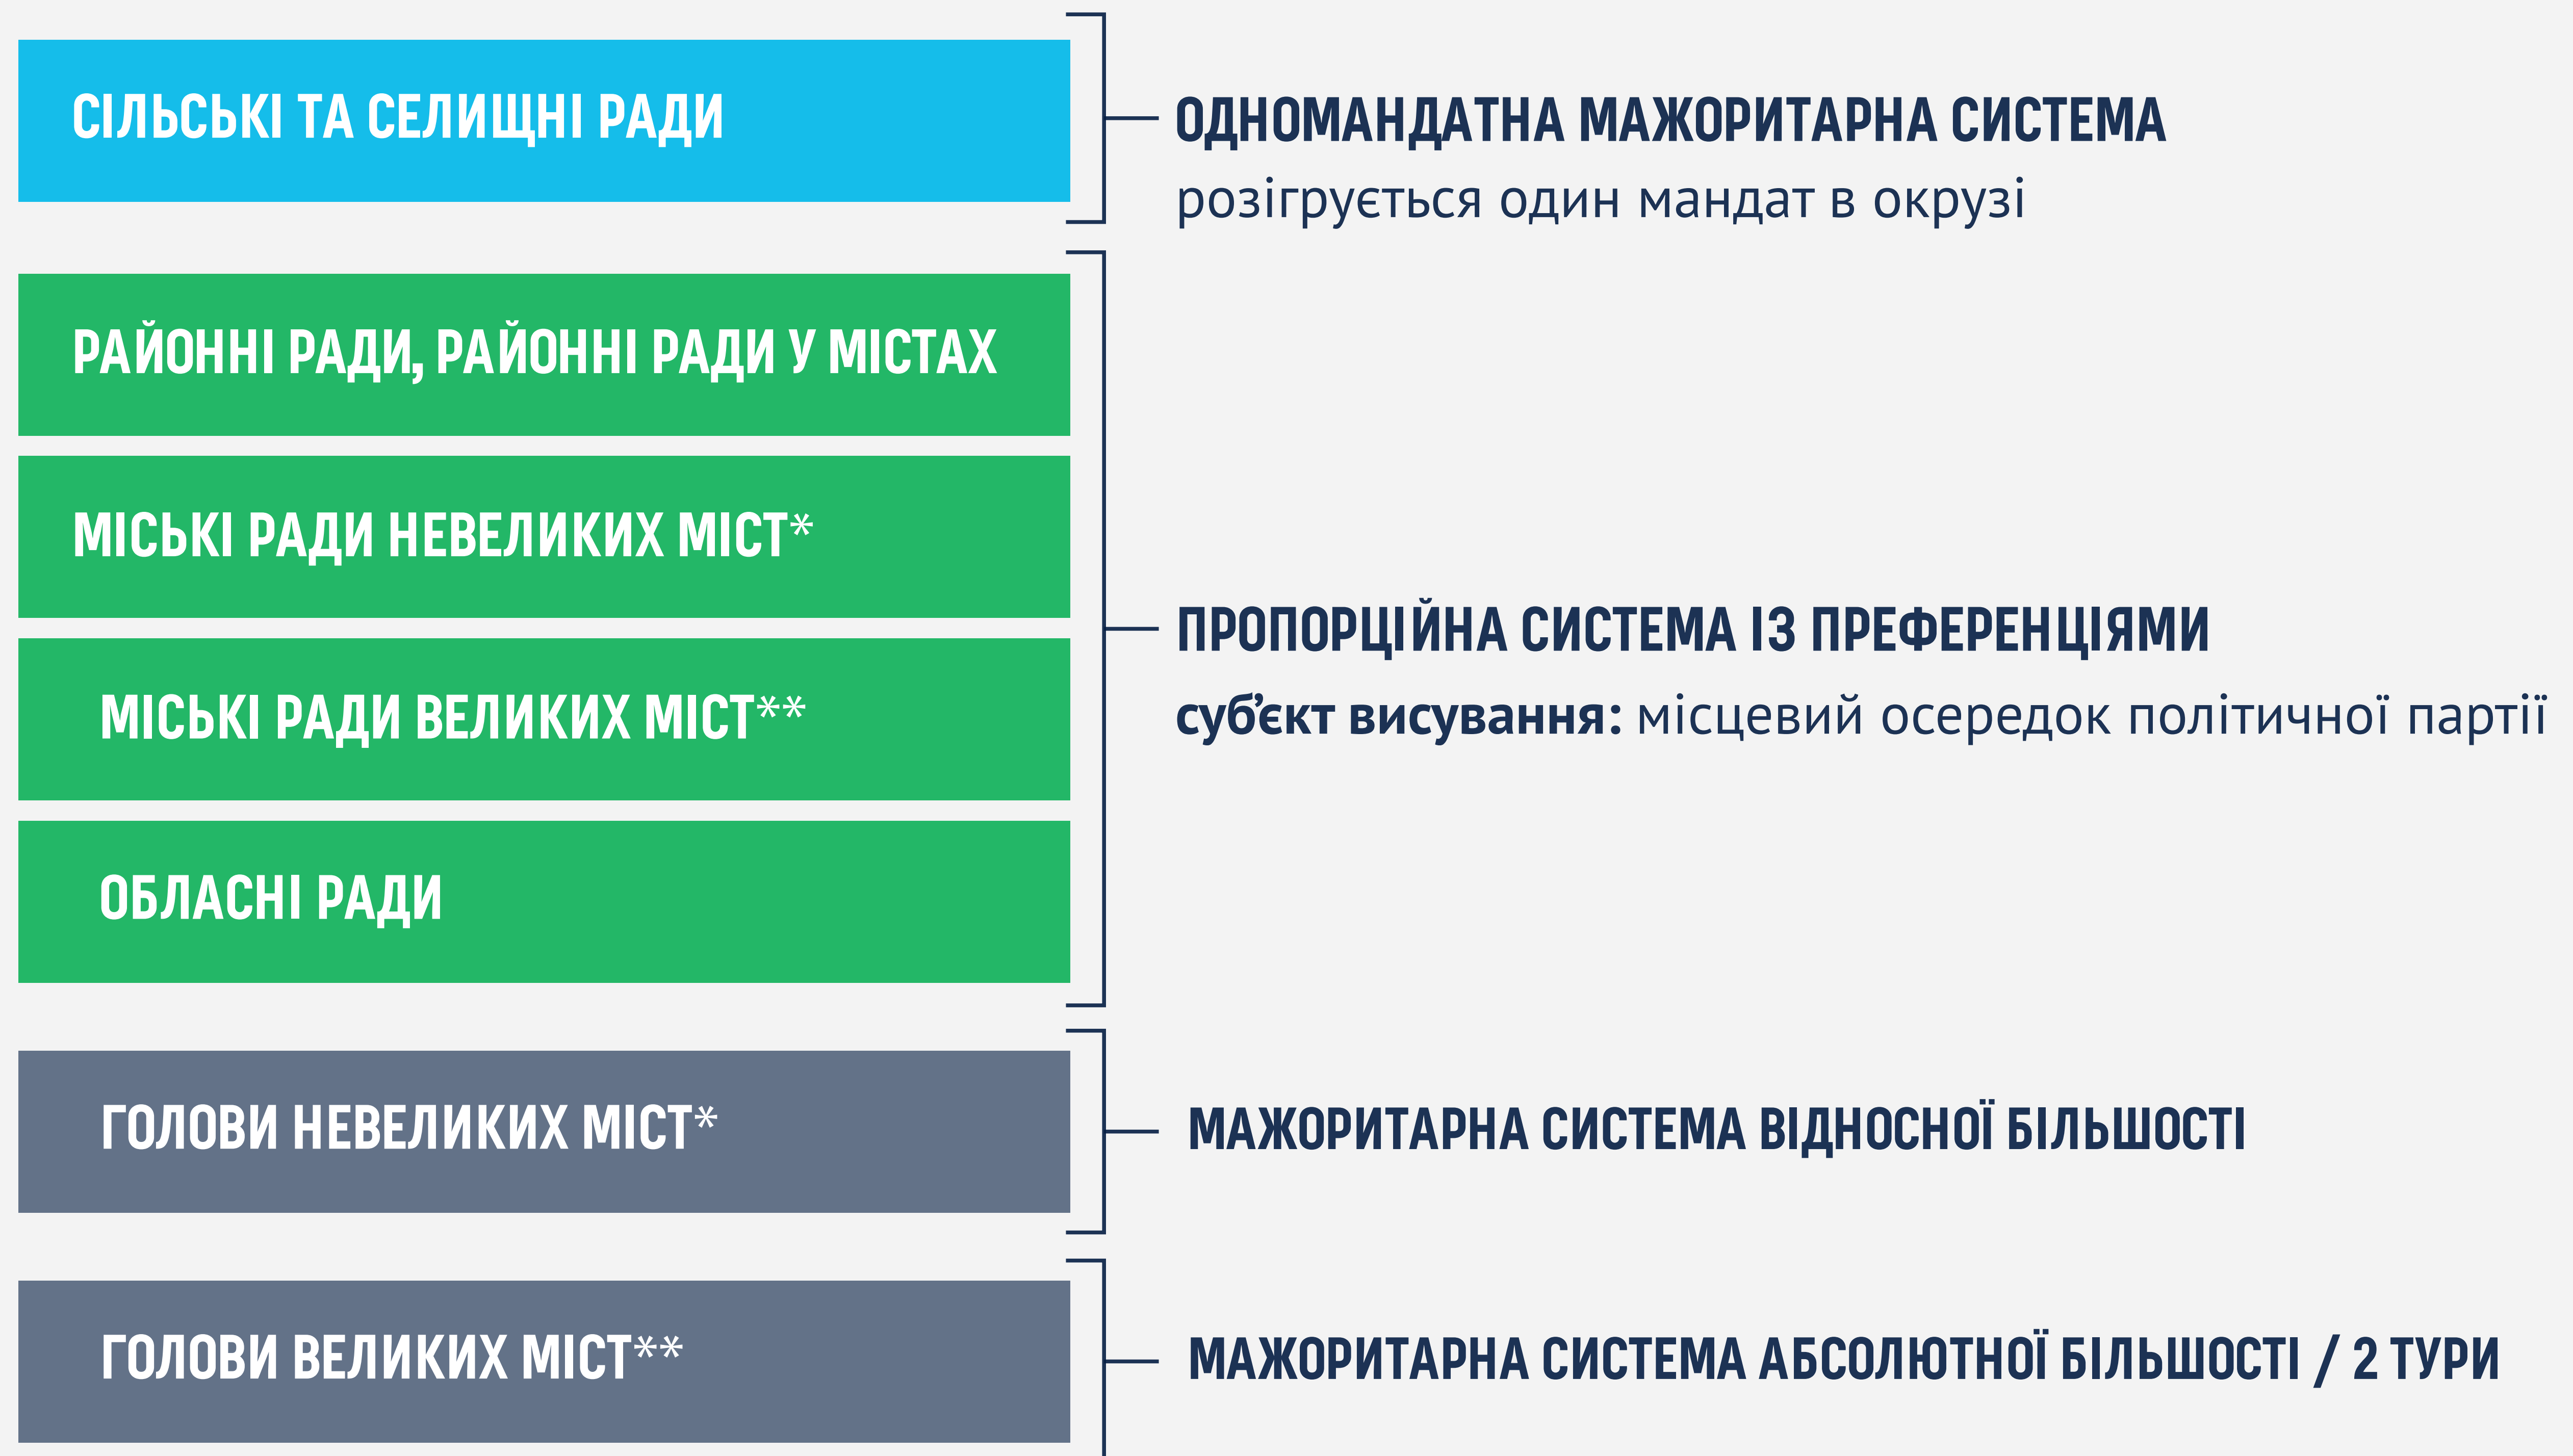 СІЛЬСЬКІ ТА СЕЛИЩНІ РАДИ
ОДНОМАНДАТНА МАЖОРИТАРНА СИСТЕМА
розігрується один мандат в окрузі
РАЙОННІ РАДИ, РАЙОННІ РАДИ У МІСТАХ
МІСЬКІ РАДИ НЕВЕЛИКИХ МІСТ*
МІСЬКІ РАДИ ВЕЛИКИХ МІСТ**
ОБЛАСНІ РАДИ
ПРОПОРЦІЙНА СИСТЕМА ІЗ ПРЕФЕРЕНЦІЯМИ
суб’єкт висування: місцевий осередок політичної партії
ГОЛОВИ НЕВЕЛИКИХ МІСТ*
МАЖОРИТАРНА СИСТЕМА ВІДНОСНОЇ БІЛЬШОСТІ
ГОЛОВИ ВЕЛИКИХ МІСТ**
МАЖОРИТАРНА СИСТЕМА АБСОЛЮТНОЇ БІЛЬШОСТІ / 2 ТУРИ